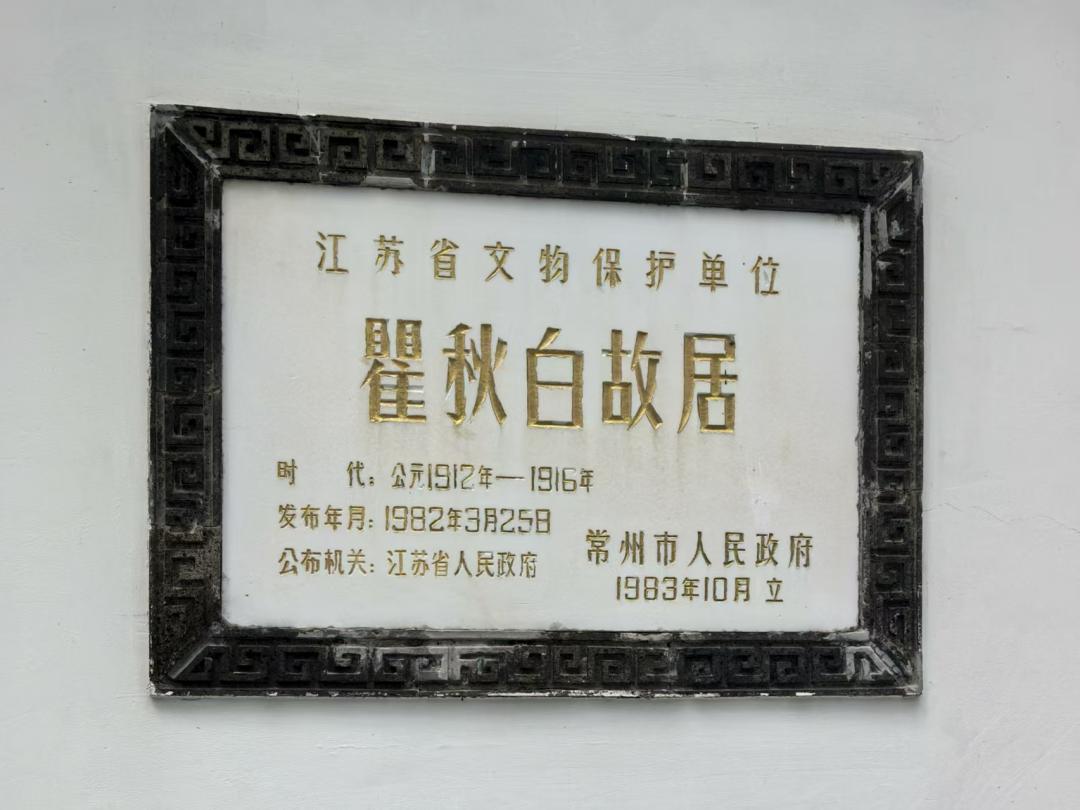 江苏省文物保护单位
瞿秋白故居
时　代：公元1912年—1916年
发布年月：1982年3月25日
公布机关：江苏省人民政府
常州市人民政府
1983年10月 立